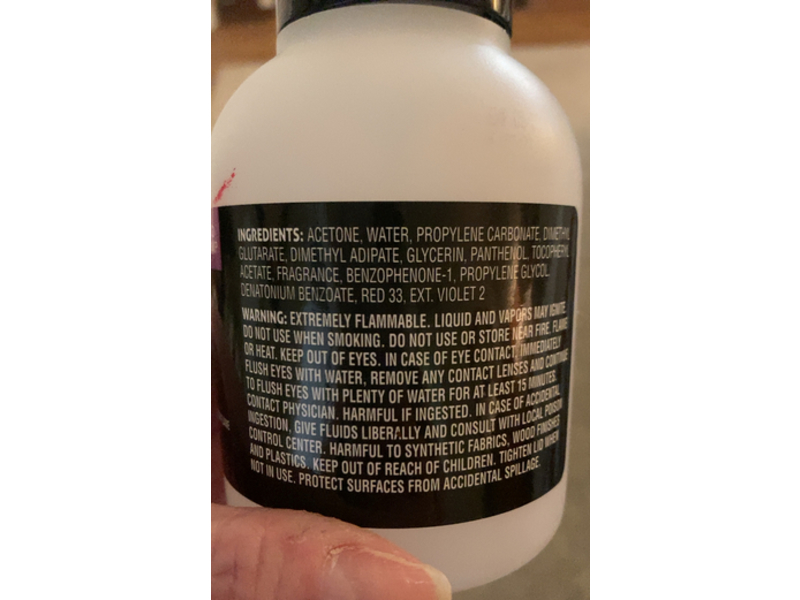 INGREDIENTS: ACETONE, WATER, PROPYLENE CARBONATE, DIMETHYL
GLUTARATE, DIMETHYL ADIPATE, GLYCERIN, PANTHENOL, TOCOPHERYL
ACETATE, FRAGRANCE, BENZOPHENONE-1, PROPYLENE GLYCOL,
DENATONIUM BENZOATE, RED 33, EXT. VIOLET 2
WARNING: EXTREMELY FLAMMABLE. LIQUID AND VAPORS MAY IGNITE.
DO NOT USE WHEN SMOKING. DO NOT USE OR STORE NEAR FIRE, FLAME
OR HEAT. KEEP OUT OF EYES. IN CASE OF EYE CONTACT, IMMEDIATELY
FLUSH EYES WITH WATER, REMOVE ANY CONTACT LENSES AND CONTINUE
TO FLUSH EYES WITH PLENTY OF WATER FOR AT LEAST 15 MINUTES.
CONTACT PHYSICIAN. HARMFUL IF INGESTED. IN CASE OF ACCIDENTAL
INGESTION, GIVE FLUIDS LIBERALLY AND CONSULT WITH LOCAL POISON
CONTROL CENTER. HARMFUL TO SYNTHETIC FABRICS, WOOD FINISHES
AND PLASTICS. KEEP OUT OF REACH OF CHILDREN. TIGHTEN LID WHEN
NOT IN USE. PROTECT SURFACES FROM ACCIDENTAL SPILLAGE.